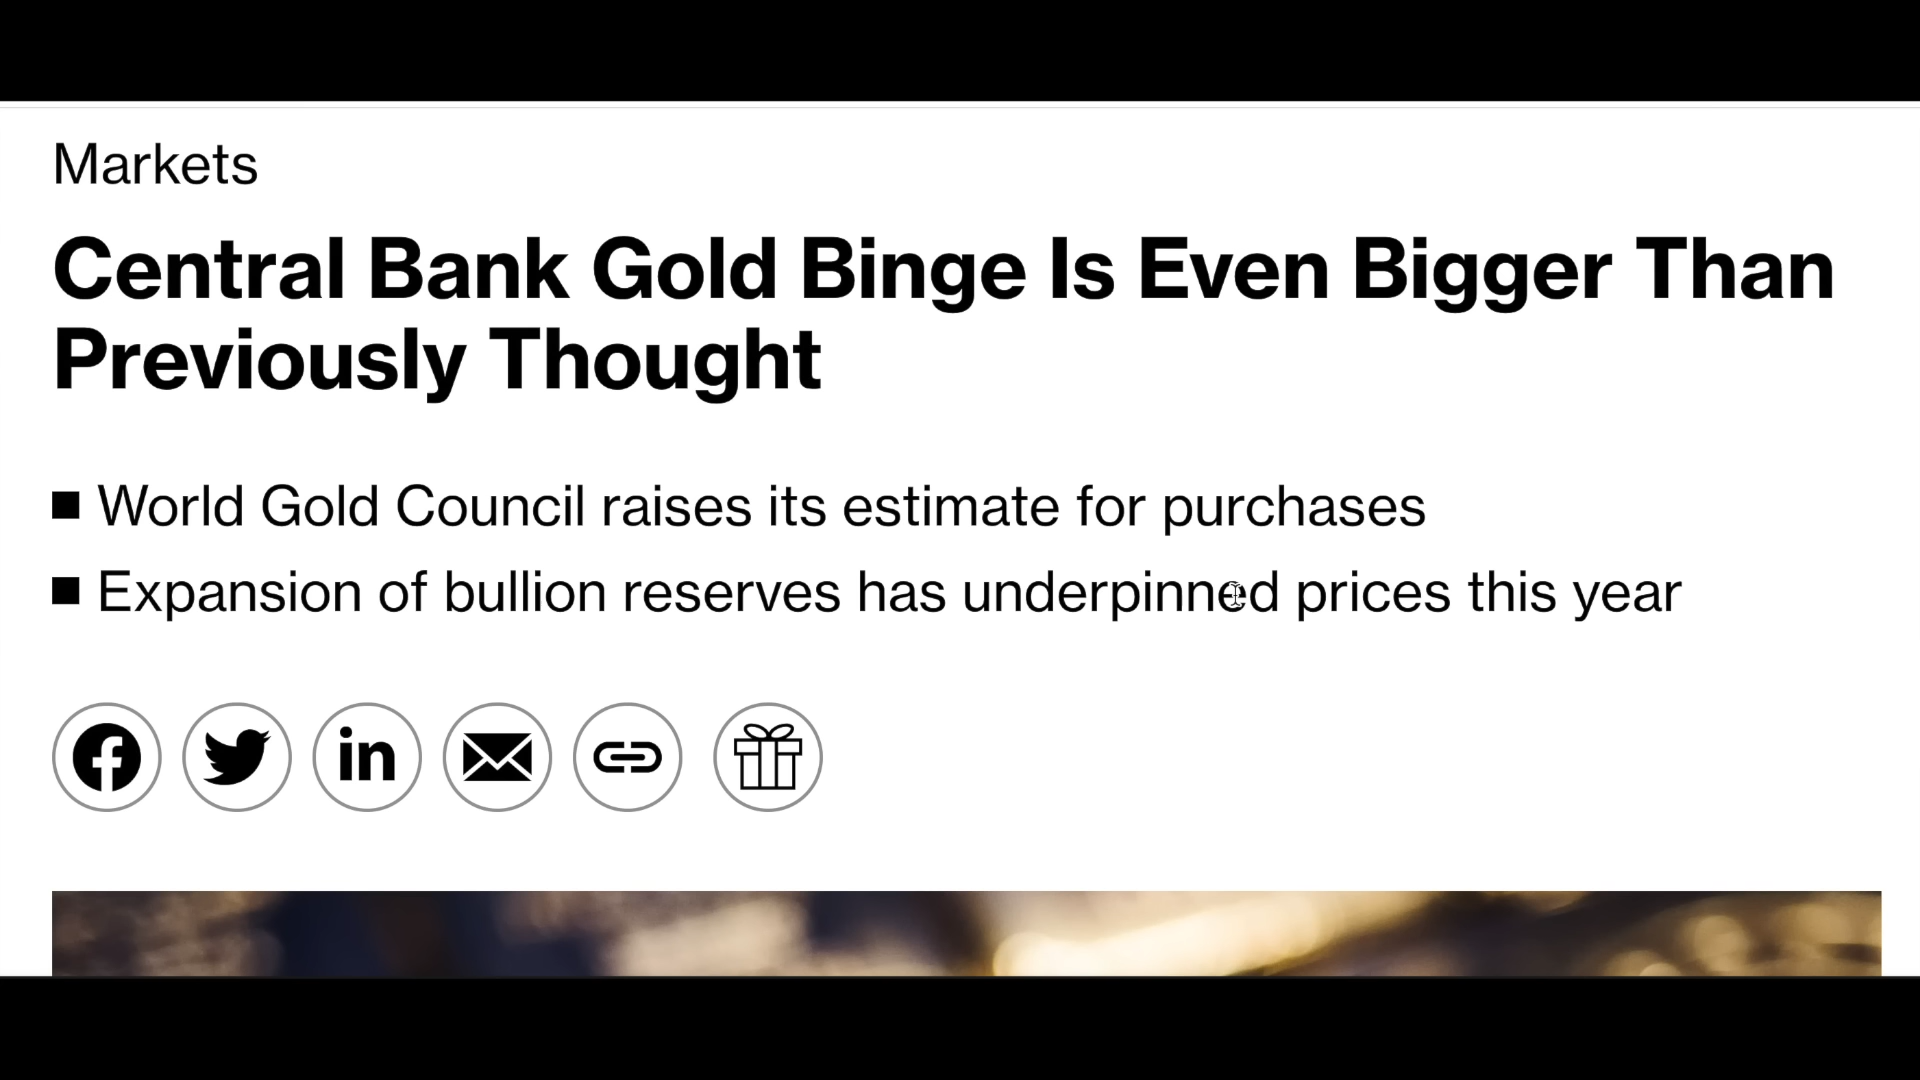 Markets
Central Bank Gold Binge Is Even Bigger Than
Previously Thought
World Gold Council raises its estimate for purchases
Expansion of bullion reserves has underpinned prices this year
in